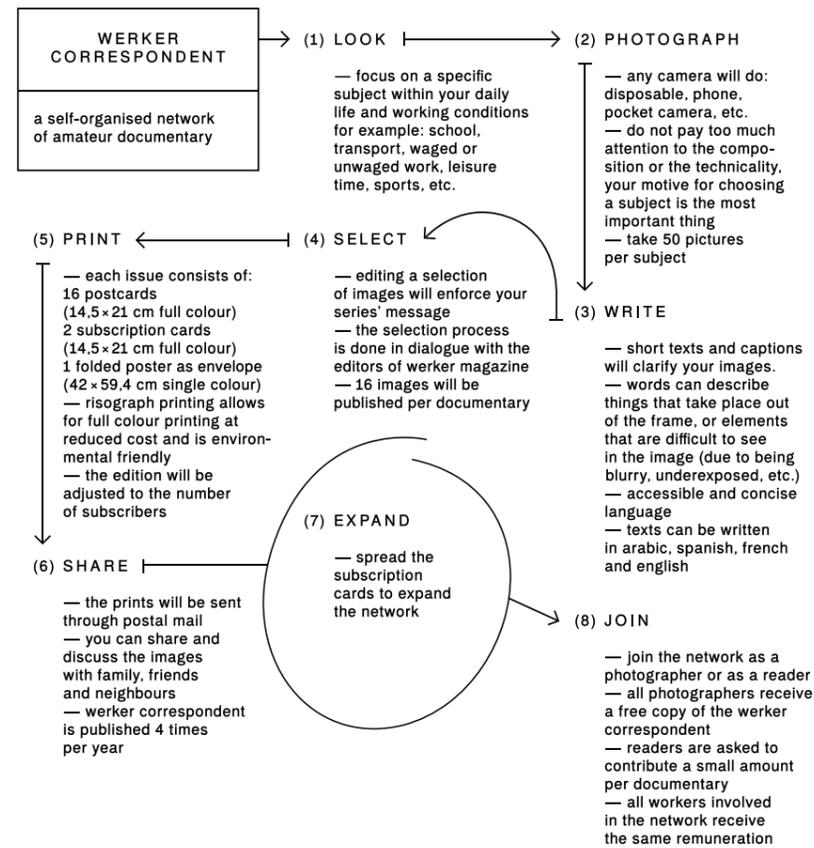 WERKER
CORRESPONDENT
a self-organised network
of amateur documentary
(1) LOOK
— focus on a specific
subject within your daily
life and working conditions
for example: school,
transport, waged or
unwaged work, leisure
time, sports, etc.
(2) PHOTOGRAPH
— any camera will do:
disposable, phone,
pocket camera, etc.
— do not pay too much
attention to the compo-
sition or the technicality,
your motive for choosing
a subject is the most
important thing
— take 50 pictures
per subject
(3) WRITE
— short texts and captions
will clarify your images.
— words can describe
things that take place out
of the frame, or elements
that are difficult to see
in the image (due to being
blurry, underexposed, etc.)
— accessible and concise
language
— texts can be written
in arabic, spanish, french
and english
(4) SELECT
— editing a selection
of images will enforce your
series' message
— the selection process
is done in dialogue with the
editors of werker magazine
— 16 images will be
published per documentary
(5) PRINT
— each issue consists of:
16 postcards
(14,5×21 cm full colour)
2 subscription cards
(14,5×21 cm full colour)
1 folded poster as envelope
(42×59,4 cm single colour)
— risograph printing allows
for full colour printing at
reduced cost and is environ-
mental friendly
— the edition will be
adjusted to the number
of subscribers
(6) SHARE
— the prints will be sent
through postal mail
— you can share and
discuss the images
with family, friends
and neighbours
— werker correspondent
is published 4 times
per year
(7) EXPAND
— spread the
subscription
cards to expand
the network
(8) JOIN
— join the network as a
photographer or as a reader
— all photographers receive
a free copy of the werker
correspondent
— readers are asked to
contribute a small amount
per documentary
— all workers involved
in the network receive
the same remuneration